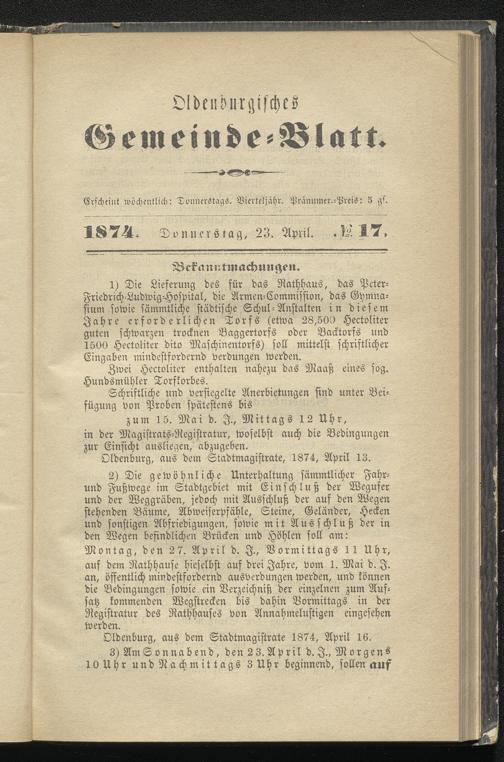 Oldenburgisches
Gemeinde=Blatt.
Erscheint wöchentlich: Donnerstags. Vierteljähr. Pränumer.=Preis: 5 gf.
1874. Donnerstag, 23. April. № 17.
Bekanntmachungen.
1) Die Lieferung des für das Rathhaus, das Peter=
Friedrich=Ludwig=Hospital, die Armen=Commission, das Gymna=
sium sowie sämmtliche städtische Schul=Anstalten in diesem
Jahre erforderlichen Torfs (etwa 28,500 Hectoliter
guten schwarzen trocknen Baggertorfs oder Backtorfs und
1500 Hectoliter dito Maschinentorfs) soll mittelst schriftlicher
Eingaben mindestfordernd verdungen werden.
Zwei Hectoliter enthalten nahezu das Maaß eines sog.
Hundsmühler Torfkorbes.
Schriftliche und versiegelte Anerbietungen sind unter Bei=
fügung von Proben spätestens bis
zum 15. Mai d. J., Mittags 12 Uhr,
in der Magistrats=Registratur, woselbst auch die Bedingungen
zur Einsicht ausliegen, abzugeben.
Oldenburg, aus dem Stadtmagistrate, 1874, April 13.
2) Die gewöhnliche Unterhaltung sämmtlicher Fahr=
und Fußwege im Stadtgebiet mit Einschluß der Wegufer
und der Weggräben, jedoch mit Ausschluß der auf den Wegen
stehenden Bäume, Abweiserpfähle, Steine, Geländer, Hecken
und sonstigen Abfriedigungen, sowie mit Ausschluß der in
den Wegen befindlichen Brücken und Höhlen soll am:
Montag, den 27. April d. J., Vormittags 11 Uhr,
auf dem Rathhause hieselbst auf drei Jahre, vom 1. Mai d. J.
an, öffentlich mindestfordernd ausverdungen werden, und können
die Bedingungen sowie ein Verzeichniß der einzelnen zum Auf=
satz kommenden Wegstrecken bis dahin Vormittags in der
Registratur des Rathhauses von Annahmelustigen eingesehen
werden.
Oldenburg, aus dem Stadtmagistrate 1874, April 16.
3) Am Sonnabend, den 23. April d. J., Morgens
10 Uhr und Nachmittags 3 Uhr beginnend, sollen auf